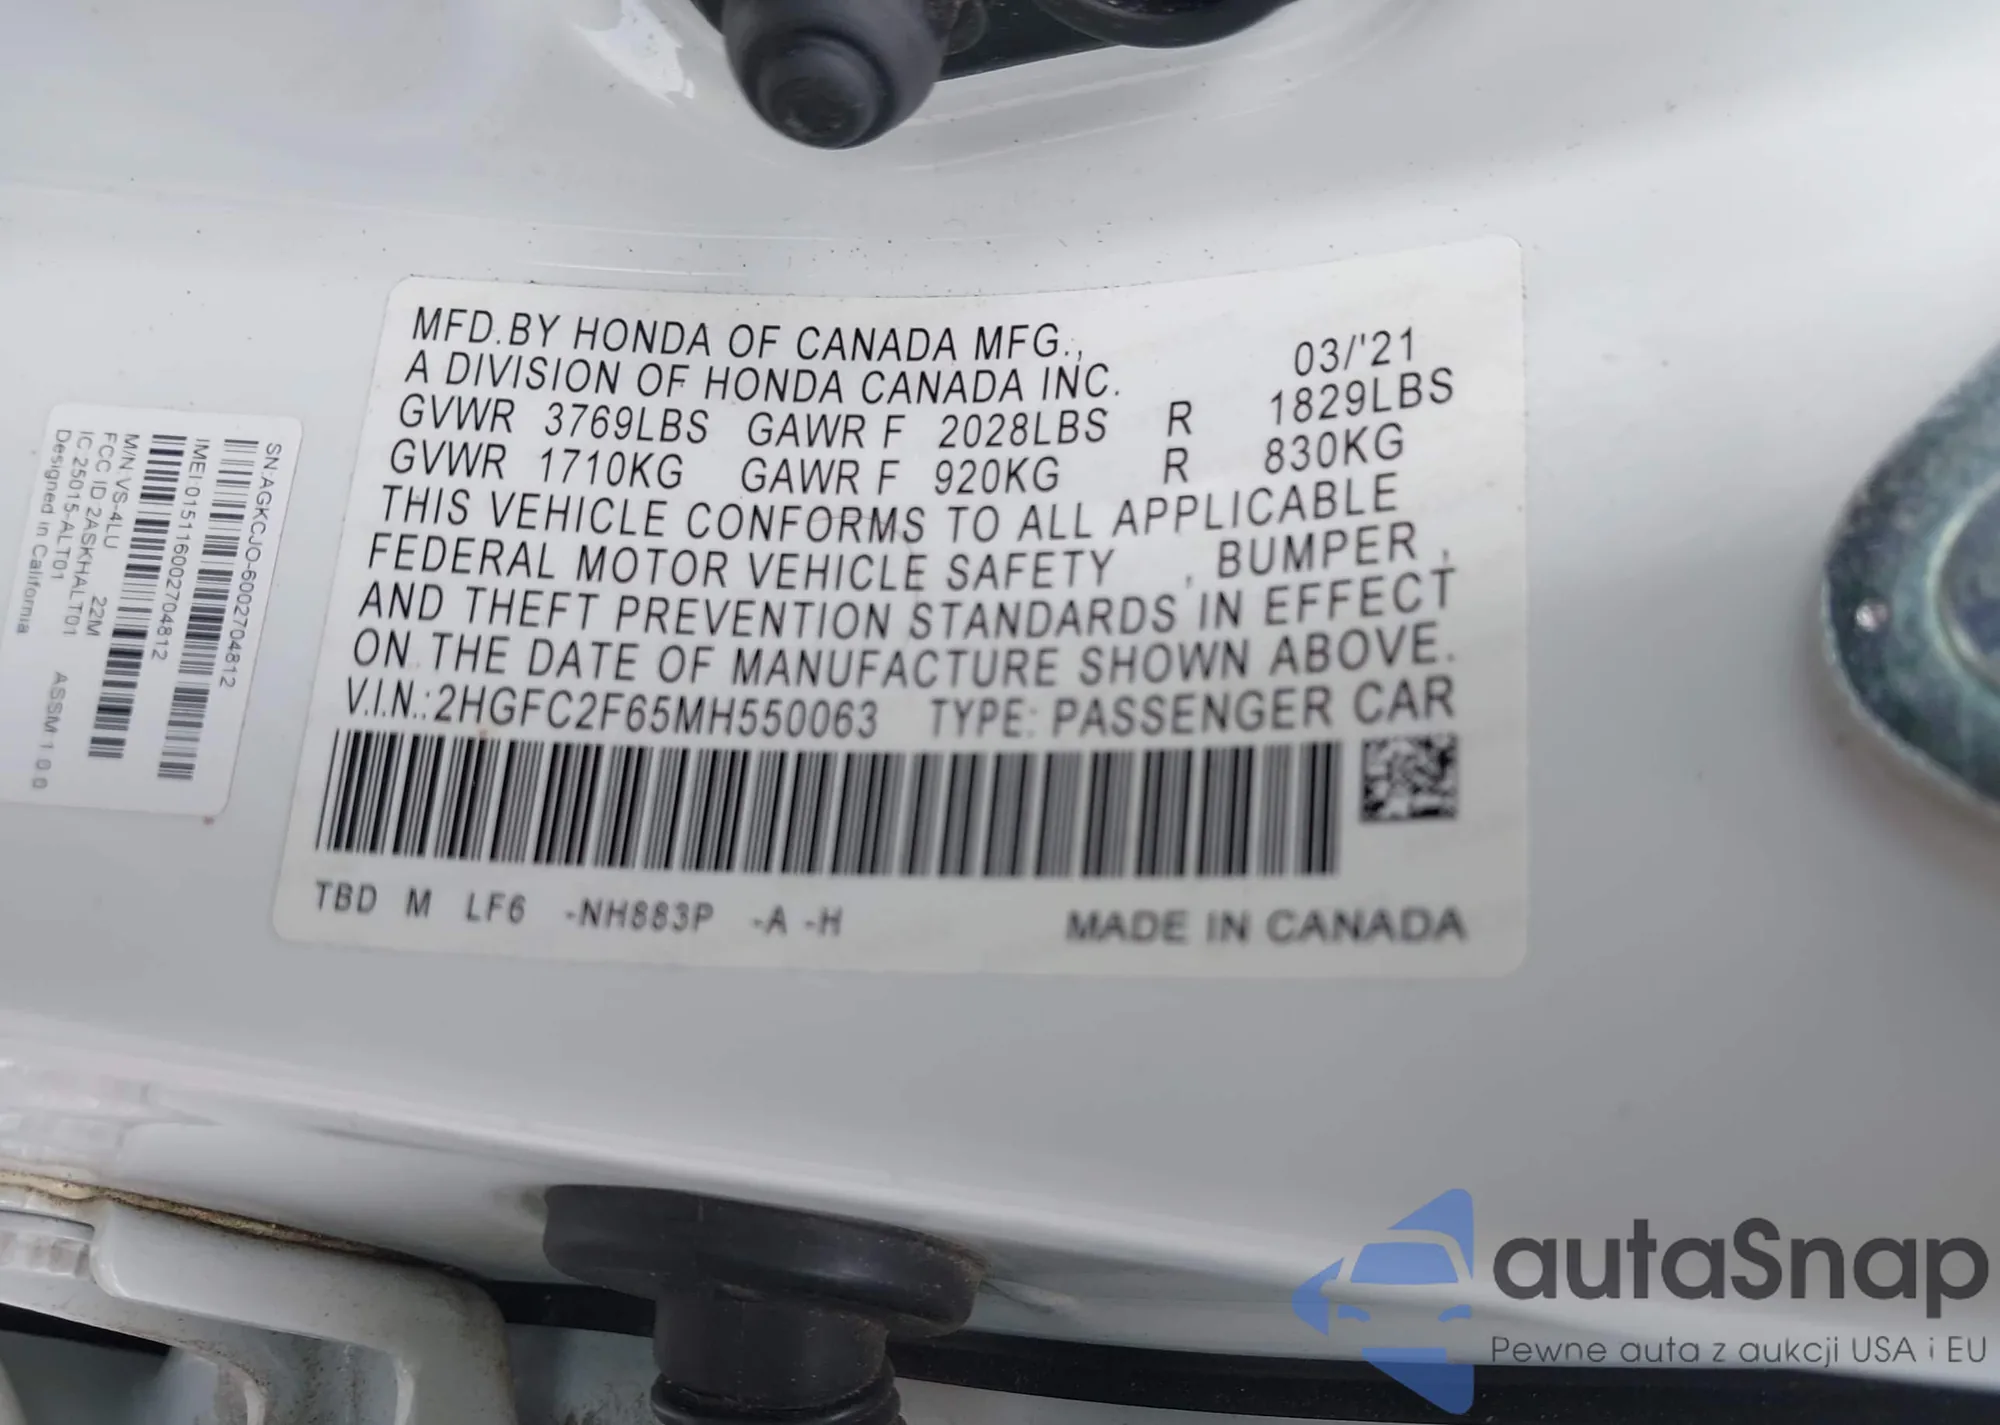 MFD.BY HONDA OF CANADA MFG., 03/'21
A DIVISION OF HONDA CANADA INC.
GVWR 3769LBS GAWR F 2028LBS R 1829LBS
GVWR 1710KG GAWR F 920KG R 830KG
THIS VEHICLE CONFORMS TO ALL APPLICABLE
FEDERAL MOTOR VEHICLE SAFETY , BUMPER ,
AND THEFT PREVENTION STANDARDS IN EFFECT
ON THE DATE OF MANUFACTURE SHOWN ABOVE.
V.I.N.:2HGFC2F65MH550063 TYPE: PASSENGER CAR
TBD M LF6 -NH883P -A -H MADE IN CANADA
SN:AGKCJO-6002704812
IMEI:015116002704812
M/N:VS-4LU 22M
FCC ID 2ASKHALT01
IC:25015-ALT01 ASSM 1.0.0
Designed in California
autaSnap
Pewne auta z aukcji USA i EU